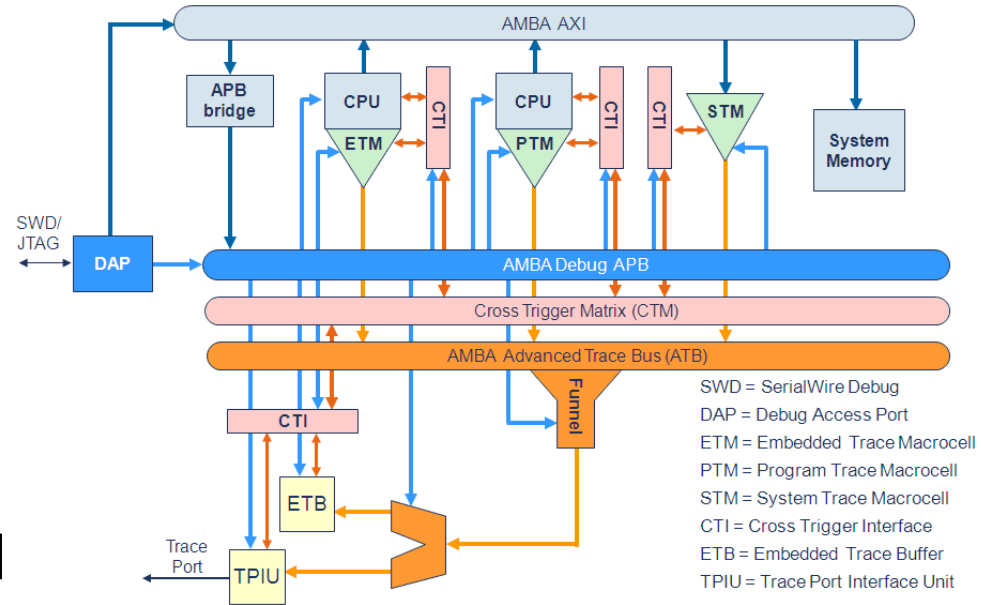 AMBA AXI
APB
bridge
CPU
ETM
CTI
CPU
PTM
CTI
CTI
STM
System
Memory
SWD/
JTAG
DAP
AMBA Debug APB
Cross Trigger Matrix (CTM)
AMBA Advanced Trace Bus (ATB)
Funnel
CTI
ETB
Trace
Port
TPIU
SWD = SerialWire Debug
DAP = Debug Access Port
ETM = Embedded Trace Macrocell
PTM = Program Trace Macrocell
STM = System Trace Macrocell
CTI = Cross Trigger Interface
ETB = Embedded Trace Buffer
TPIU = Trace Port Interface Unit